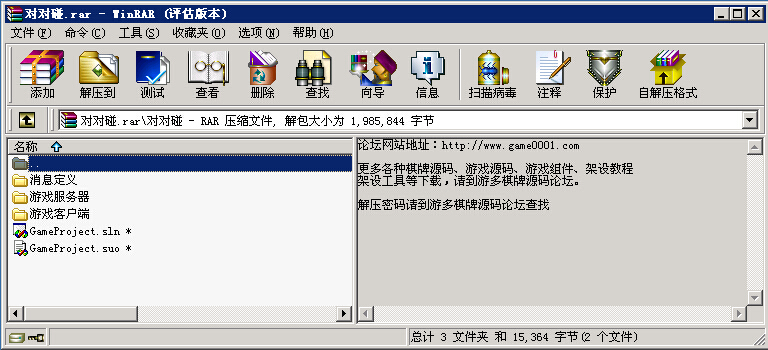 对对碰.rar - WinRAR (评估版本)
文件(F) 命令(C) 工具(S) 收藏夹(O) 选项(N) 帮助(H)
添加 解压到 测试 查看 删除 查找 向导 信息 扫描病毒 注释 保护 自解压格式
对对碰.rar\对对碰 - RAR 压缩文件, 解包大小为 1,985,844 字节
名称
..
消息定义
游戏服务器
游戏客户端
GameProject.sln *
GameProject.suo *
论坛网站地址：http://www.game0001.com
更多各种棋牌源码、游戏源码、游戏组件、架设教程
架设工具等下载，请到游多棋牌源码论坛。
解压密码请到游多棋牌源码论坛查找
总计 3 文件夹 和 15,364 字节(2 个文件)